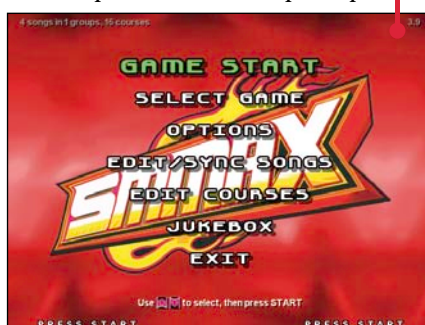 4 songs in 1 groups, 16 courses
3.9
GAME START
SELECT GAME
OPTIONS
EDIT/SYNC SONGS
EDIT COURSES
JUKEBOX
EXIT
SMMAX
Use to select, then press START
PRESS START
PRESS START